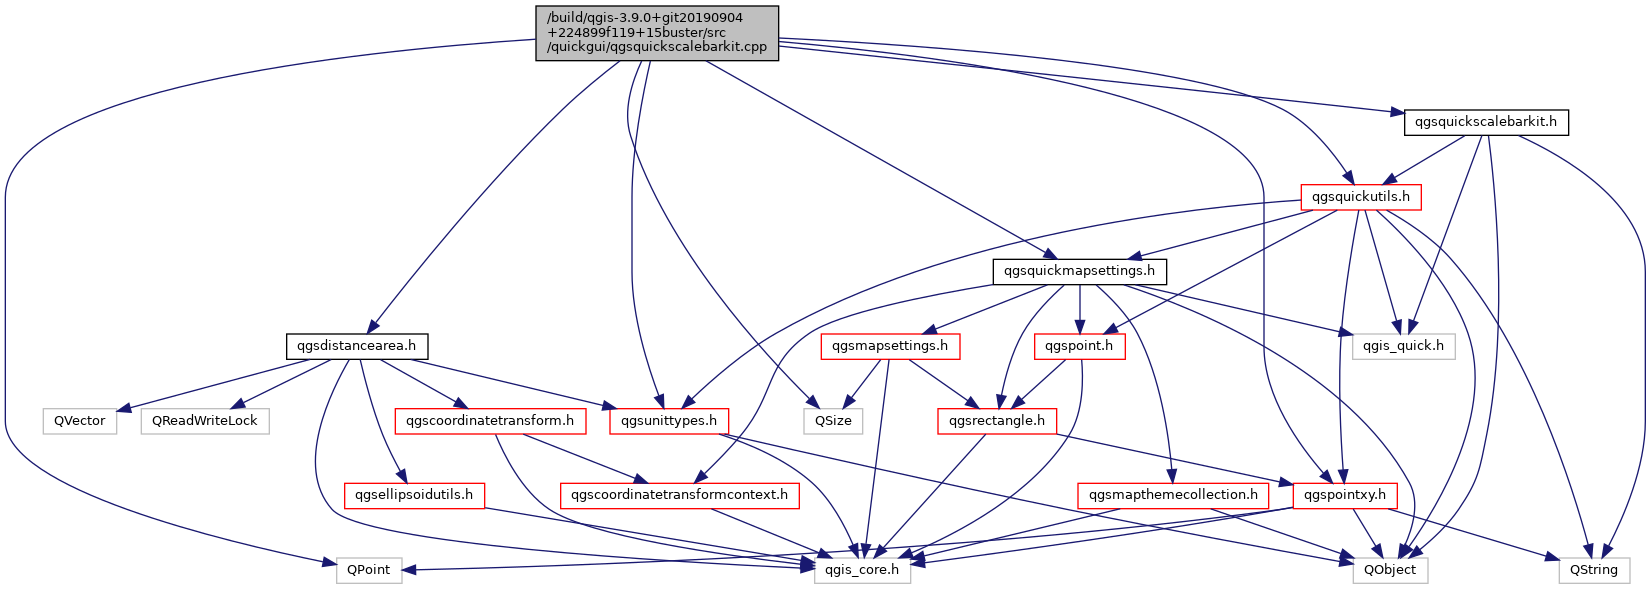 /build/qgis-3.9.0+git20190904
+224899f119+15buster/src
/quickgui/qgsquickscalebarkit.cpp
qgsquickscalebarkit.h
qgsquickutils.h
qgsquickmapsettings.h
qgsdistancearea.h
qgsmapsettings.h
qgspoint.h
qgis_quick.h
QVector
QReadWriteLock
qgscoordinatetransform.h
qgsunittypes.h
QSize
qgsrectangle.h
qgsellipsoidutils.h
qgscoordinatetransformcontext.h
qgsmapthemecollection.h
qgspointxy.h
QPoint
qgis_core.h
QObject
QString